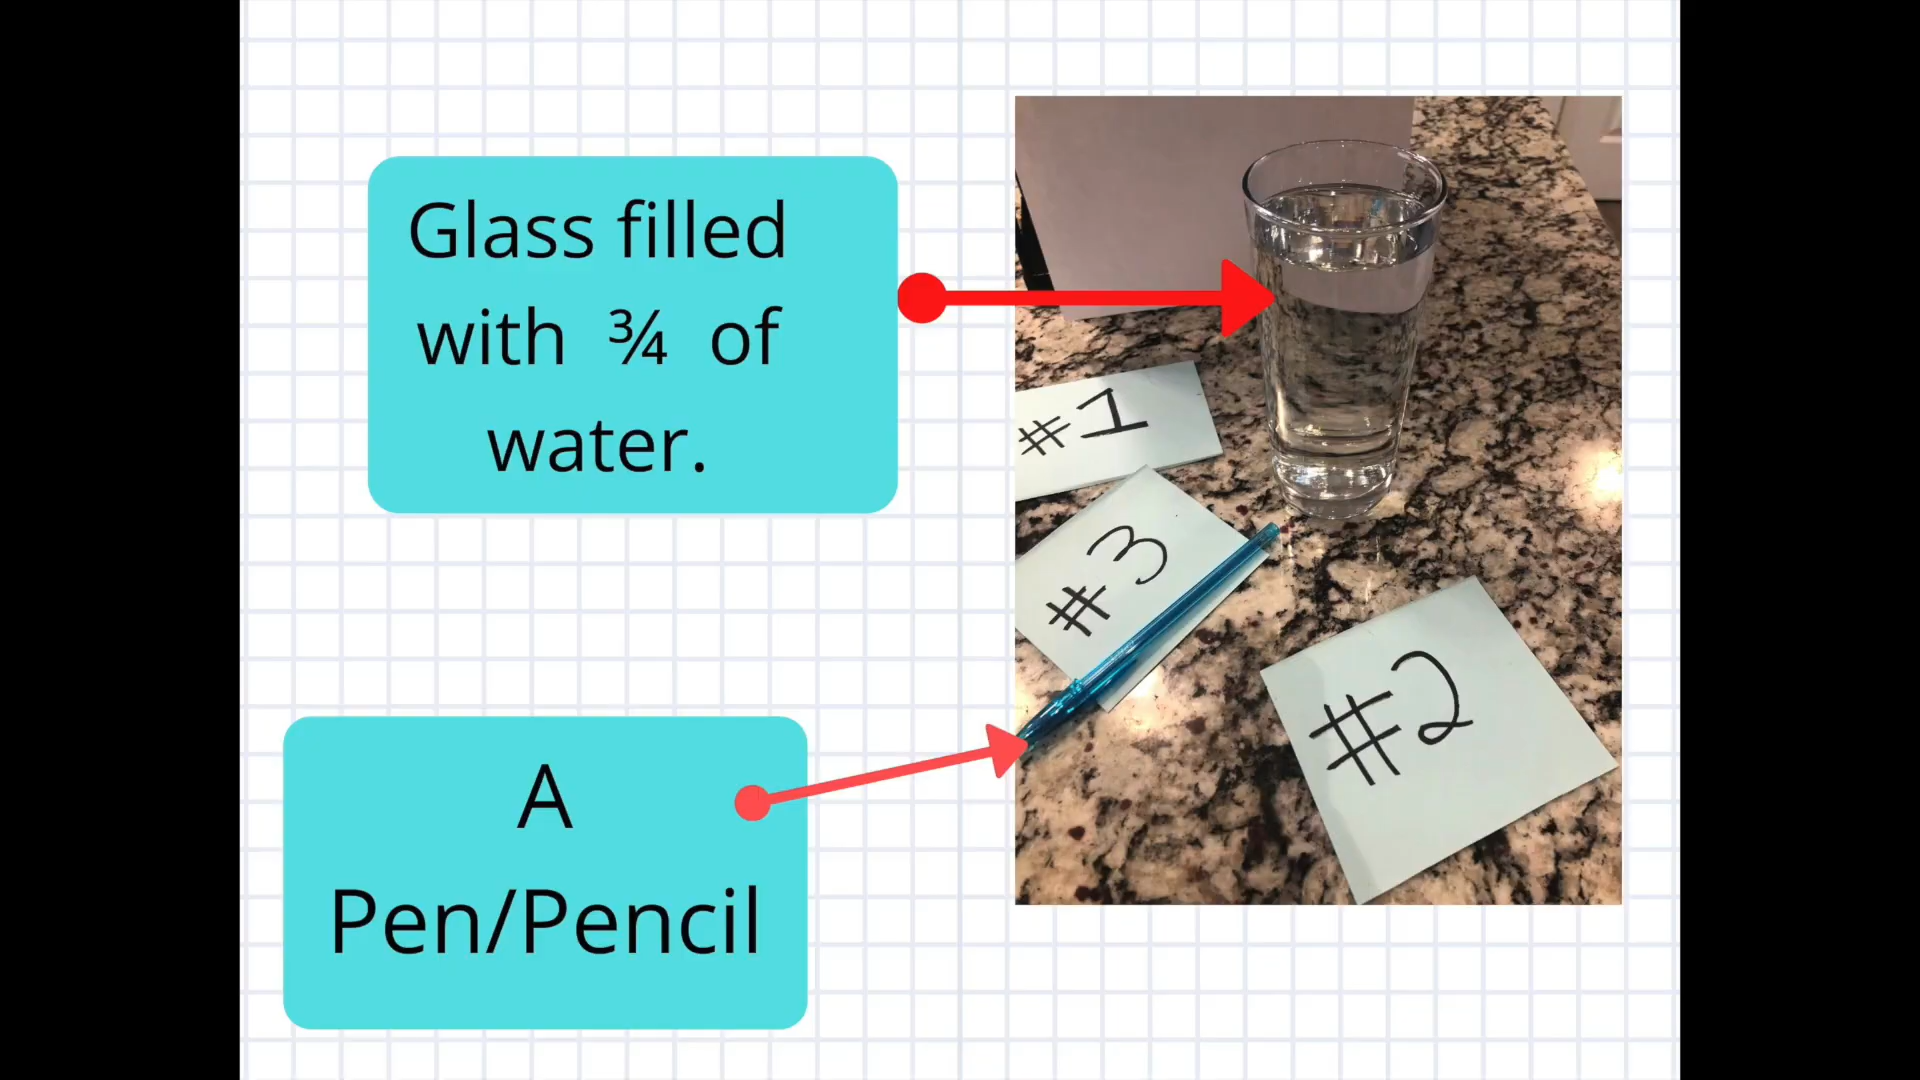 Glass filled
with ¾ of
water.
#1
#3
#2
A
Pen/Pencil